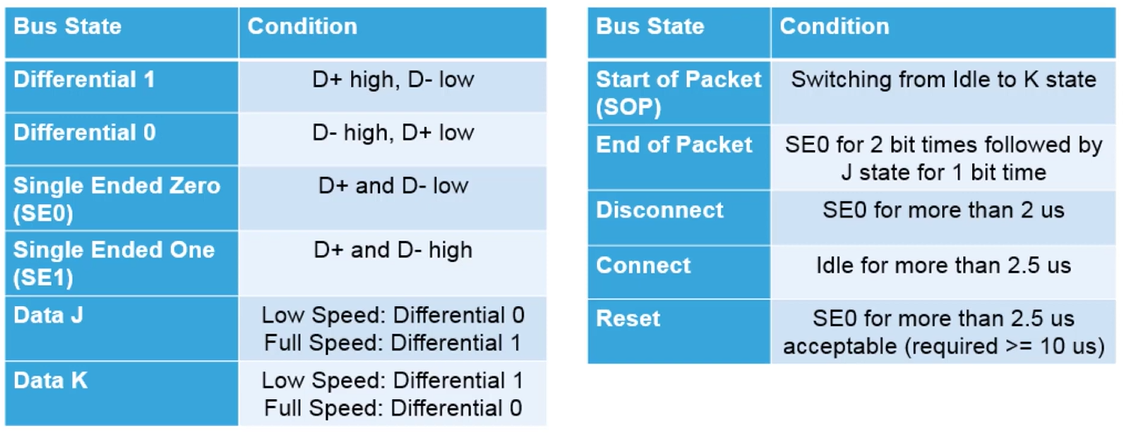 Bus State Condition
Differential 1 D+ high, D- low
Differential 0 D- high, D+ low
Single Ended Zero
(SE0) D+ and D- low
Single Ended One
(SE1) D+ and D- high
Data J Low Speed: Differential 0
Full Speed: Differential 1
Data K Low Speed: Differential 1
Full Speed: Differential 0
Bus State Condition
Start of Packet
(SOP) Switching from Idle to K state
End of Packet SE0 for 2 bit times followed by
J state for 1 bit time
Disconnect SE0 for more than 2 us
Connect Idle for more than 2.5 us
Reset SE0 for more than 2.5 us
acceptable (required >= 10 us)